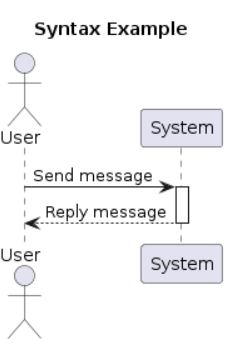 Syntax Example
User
System
Send message
Reply message
User
System